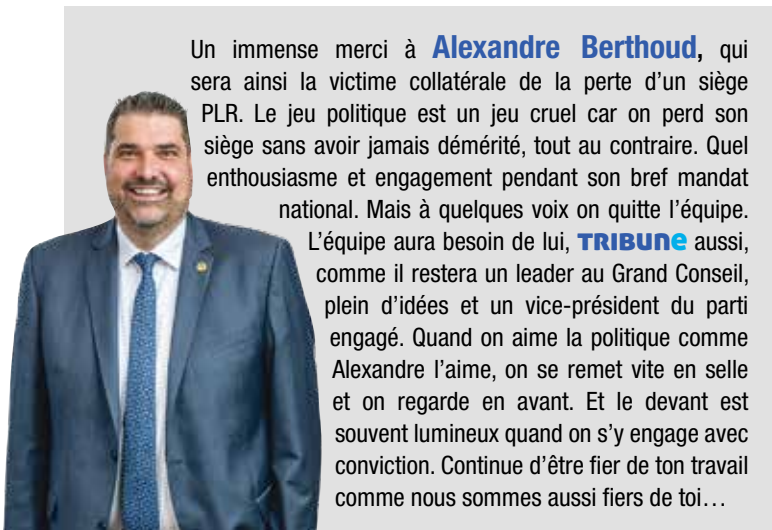 Un immense merci à Alexandre Berthoud, qui
sera ainsi la victime collatérale de la perte d’un siège
PLR. Le jeu politique est un jeu cruel car on perd son
siège sans avoir jamais démérité, tout au contraire. Quel
enthousiasme et engagement pendant son bref mandat
national. Mais à quelques voix on quitte l’équipe.
L’équipe aura besoin de lui, TRIBUNe aussi,
comme il restera un leader au Grand Conseil,
plein d’idées et un vice-président du parti
engagé. Quand on aime la politique comme
Alexandre l’aime, on se remet vite en selle
et on regarde en avant. Et le devant est
souvent lumineux quand on s’y engage avec
conviction. Continue d’être fier de ton travail
comme nous sommes aussi fiers de toi…